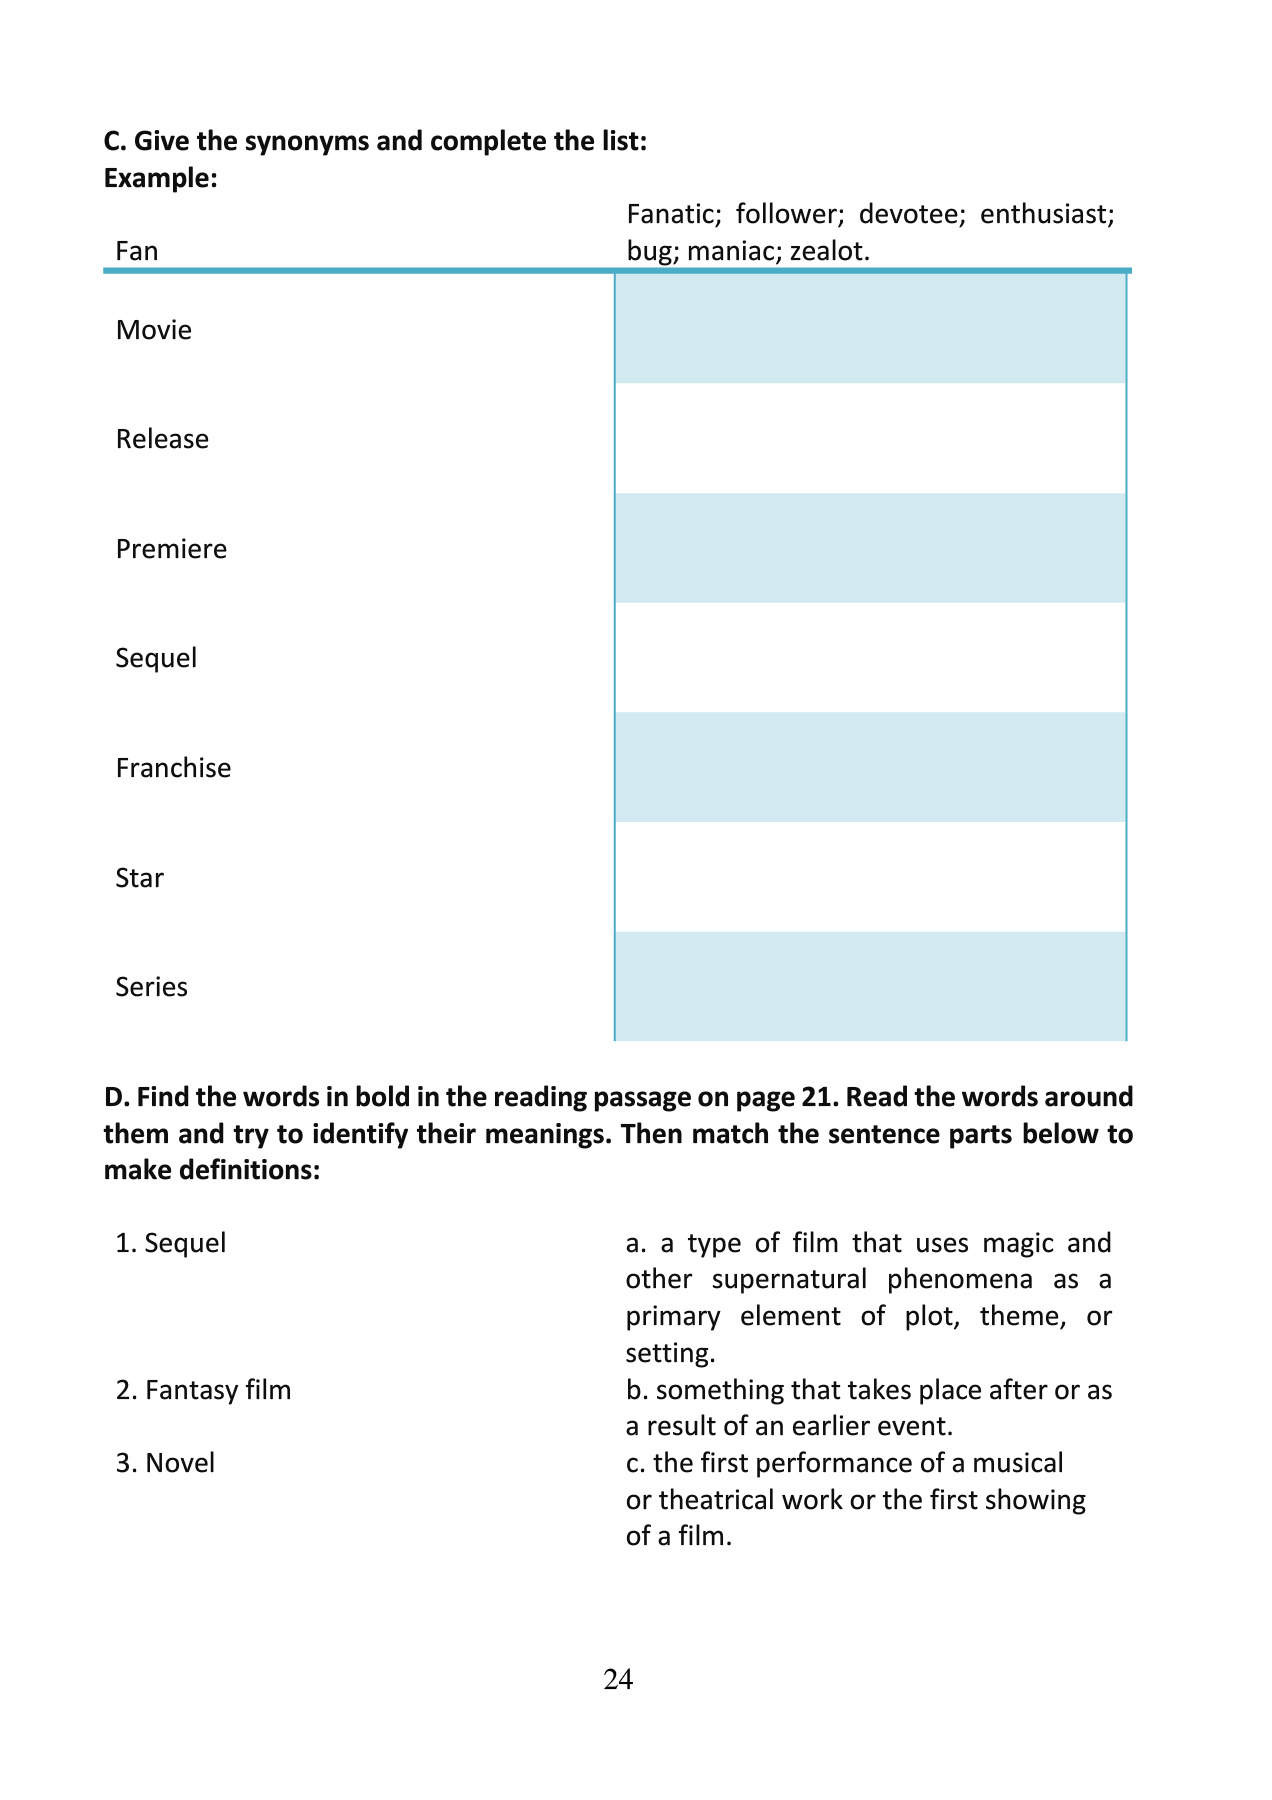 C. Give the synonyms and complete the list:
Example:
Fan
Fanatic; follower; devotee; enthusiast;
bug; maniac; zealot.
Movie
Release
Premiere
Sequel
Franchise
Star
Series
D. Find the words in bold in the reading passage on page 21. Read the words around
them and try to identify their meanings. Then match the sentence parts below to
make definitions:
1. Sequel
a. a type of film that uses magic and
other supernatural phenomena as a
primary element of plot, theme, or
setting.
2. Fantasy film
b. something that takes place after or as
a result of an earlier event.
3. Novel
c. the first performance of a musical
or theatrical work or the first showing
of a film.
24